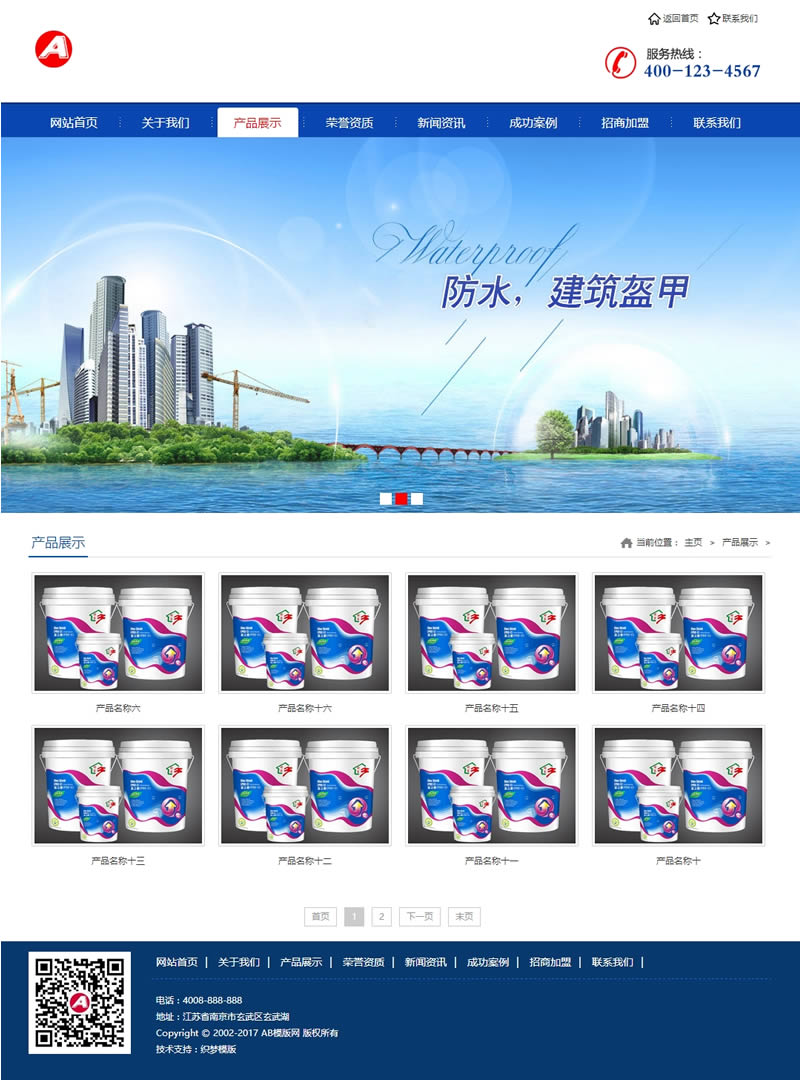 返回首页 联系我们
A
服务热线：
400-123-4567
网站首页 关于我们 产品展示 荣誉资质 新闻资讯 成功案例 招商加盟 联系我们
Waterproof
防水，建筑盔甲
产品展示
当前位置： 主页 > 产品展示 >
产品名称六 产品名称十六 产品名称十五 产品名称十四
产品名称十三 产品名称十二 产品名称十一 产品名称十
首页 1 2 下一页 末页
网站首页 | 关于我们 | 产品展示 | 荣誉资质 | 新闻资讯 | 成功案例 | 招商加盟 | 联系我们 |
A
电话：4008-888-888
地址：江苏省南京市玄武区玄武湖
Copyright © 2002-2017 AB模版网 版权所有
技术支持：织梦模版